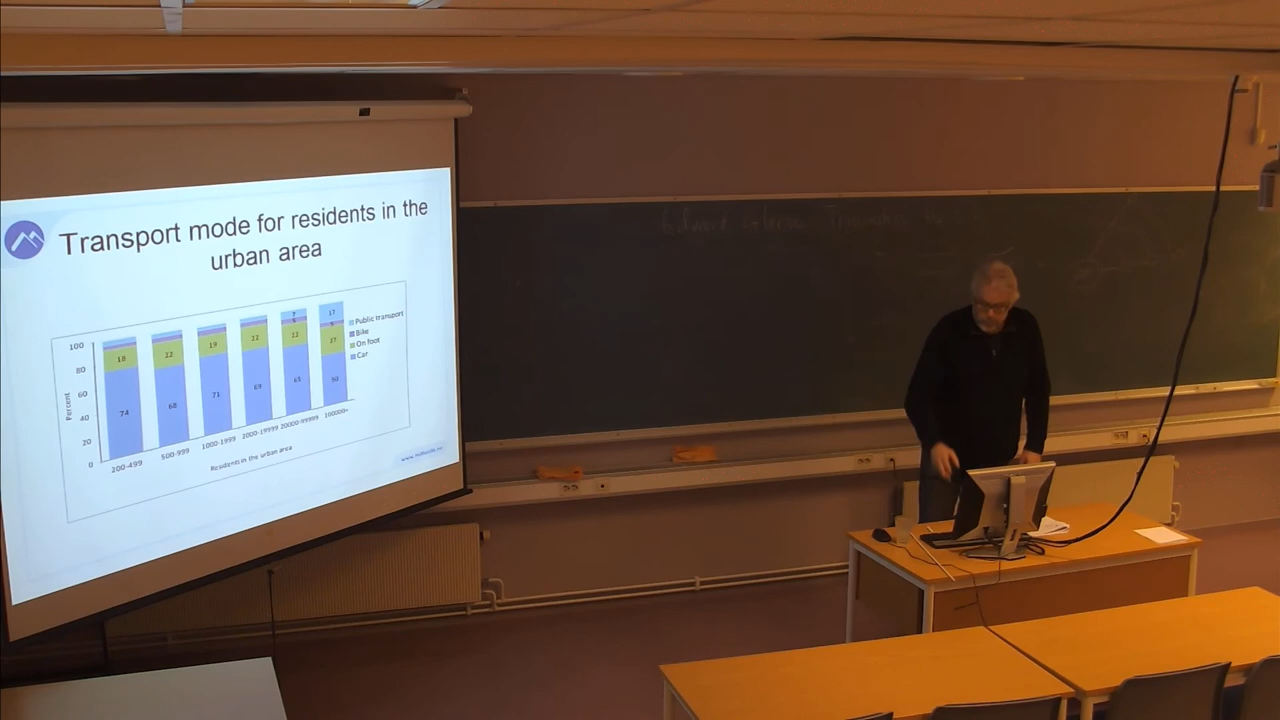 Transport mode for residents in the
urban area
Public transport
Bike
On foot
Car
Percent
100
80
60
40
20
0
18 22 19 22 22 27
74 68 71 69 65 50
7 17
200-499 500-999 1000-1999 2000-19999 20000-99999 100000+
Residents in the urban area